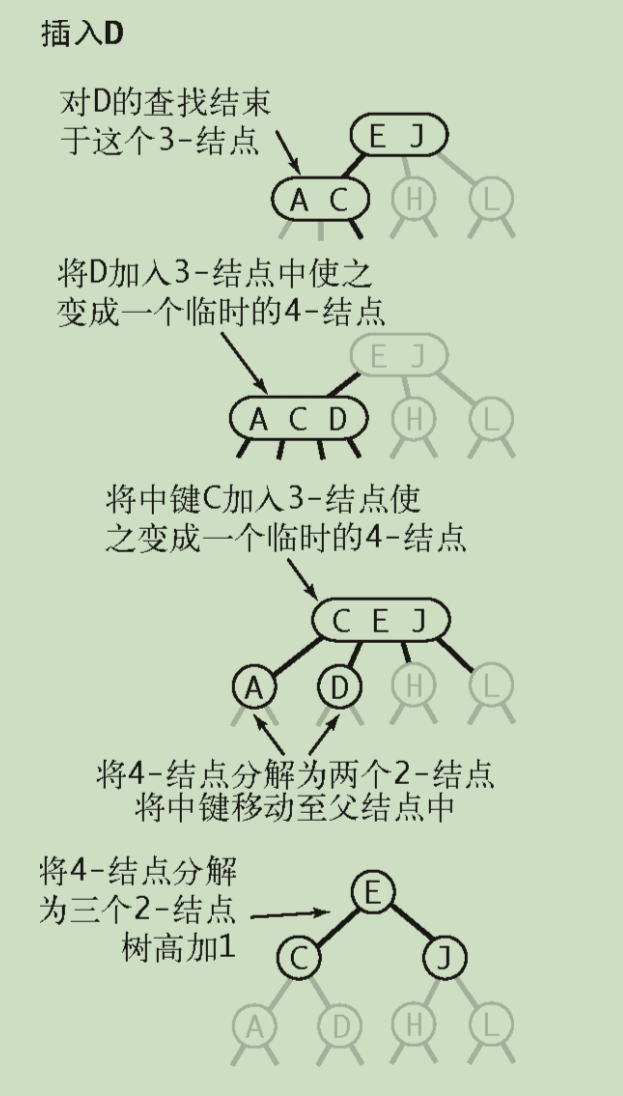 插入D
对D的查找结束
于这个3-结点
E J
A C
H
L
将D加入3-结点中使之
变成一个临时的4-结点
E J
A C D
H
L
将中键C加入3-结点使
之变成一个临时的4-结点
C E J
A
D
H
L
将4-结点分解为两个2-结点
将中键移动至父结点中
将4-结点分解
为三个2-结点
树高加1
E
C
J
A
D
H
L